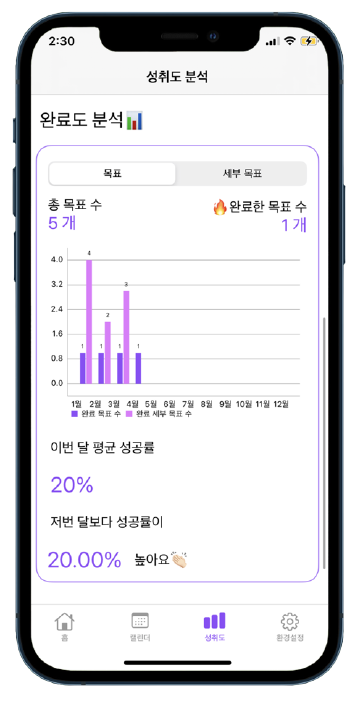 2:30
성취도 분석
완료도 분석📊
목표 세부 목표
총 목표 수 🔥완료한 목표 수
5 개 1 개
4
4.0
3
3.2
2
2.4
1.6
1 1 1 1
0.8
0.0
1월 2월 3월 4월 5월 6월 7월 8월 9월 10월 11월 12월
완료 목표 수 완료 세부 목표 수
이번 달 평균 성공률
20%
저번 달보다 성공률이
20.00% 높아요👏🏻
홈 캘린더 성취도 환경설정